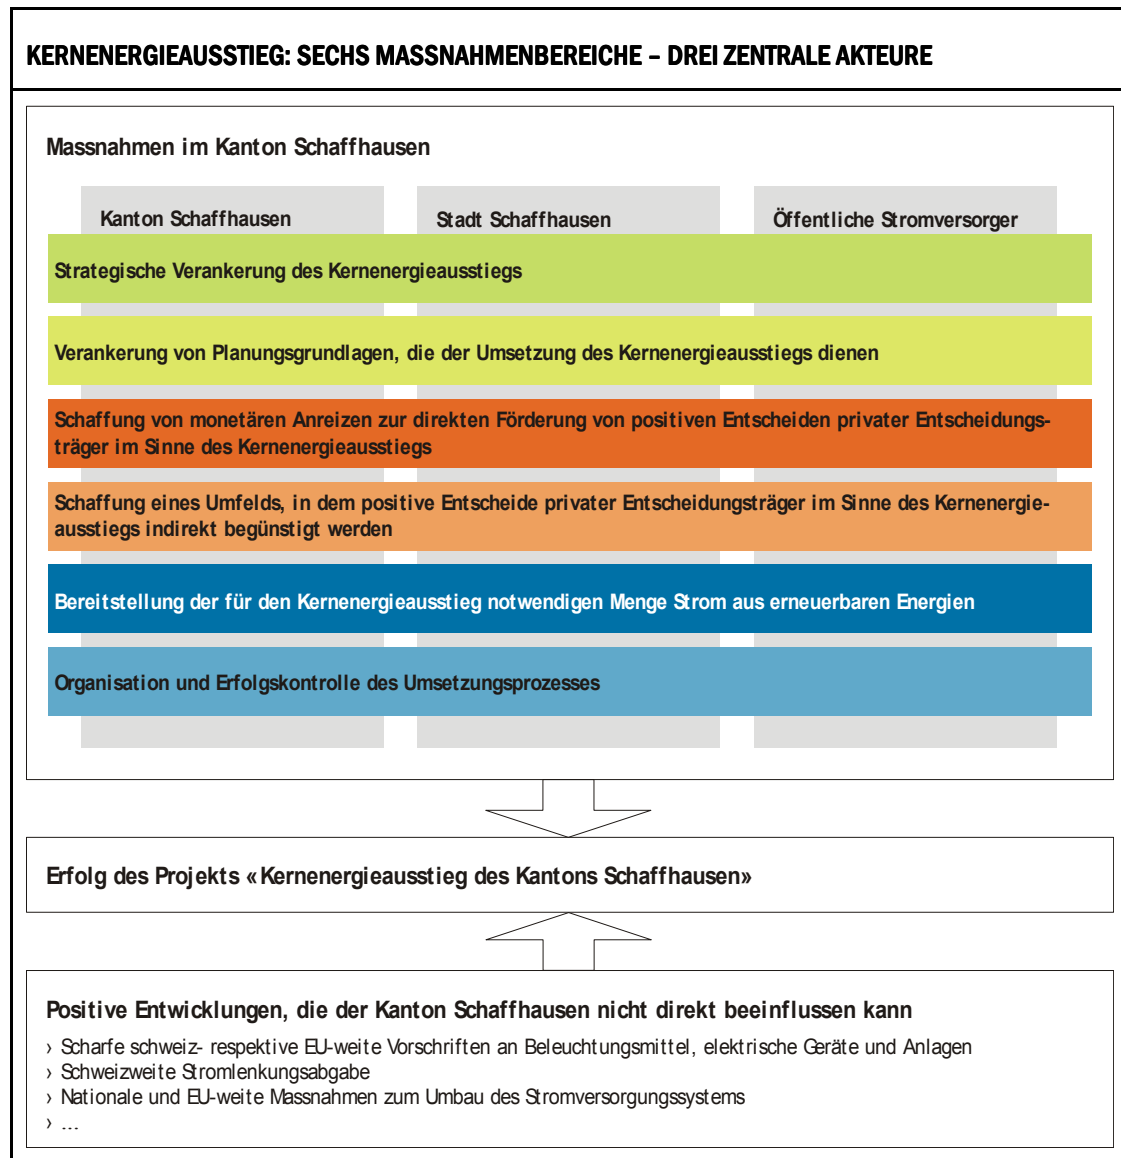 KERNENERGIEAUSSTIEG: SECHS MASSNAHMENBEREICHE – DREI ZENTRALE AKTEURE
Massnahmen im Kanton Schaffhausen
Kanton Schaffhausen
Stadt Schaffhausen
Öffentliche Stromversorger
Strategische Verankerung des Kernenergieausstiegs
Verankerung von Planungsgrundlagen, die der Umsetzung des Kernenergieausstiegs dienen
Schaffung von monetären Anreizen zur direkten Förderung von positiven Entscheiden privater Entscheidungs-
träger im Sinne des Kernenergieausstiegs
Schaffung eines Umfelds, in dem positive Entscheide privater Entscheidungsträger im Sinne des Kernenergie-
ausstiegs indirekt begünstigt werden
Bereitstellung der für den Kernenergieausstieg notwendigen Menge Strom aus erneuerbaren Energien
Organisation und Erfolgskontrolle des Umsetzungsprozesses
Erfolg des Projekts «Kernenergieausstieg des Kantons Schaffhausen»
Positive Entwicklungen, die der Kanton Schaffhausen nicht direkt beeinflussen kann
› Scharfe schweiz- respektive EU-weite Vorschriften an Beleuchtungsmittel, elektrische Geräte und Anlagen
› Schweizweite Stromlenkungsabgabe
› Nationale und EU-weite Massnahmen zum Umbau des Stromversorgungssystems
› ...